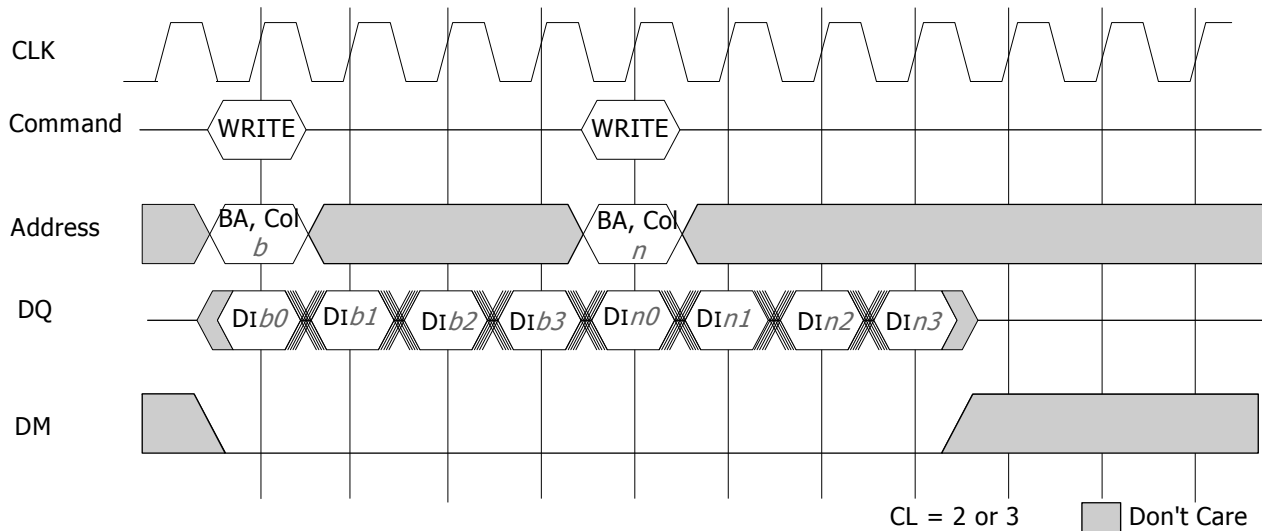 CLK
Command WRITE WRITE
Address BA, Col BA, Col
b n
DQ DIb0 DIb1 DIb2 DIb3 DIn0 DIn1 DIn2 DIn3
DM
CL = 2 or 3 Don't Care